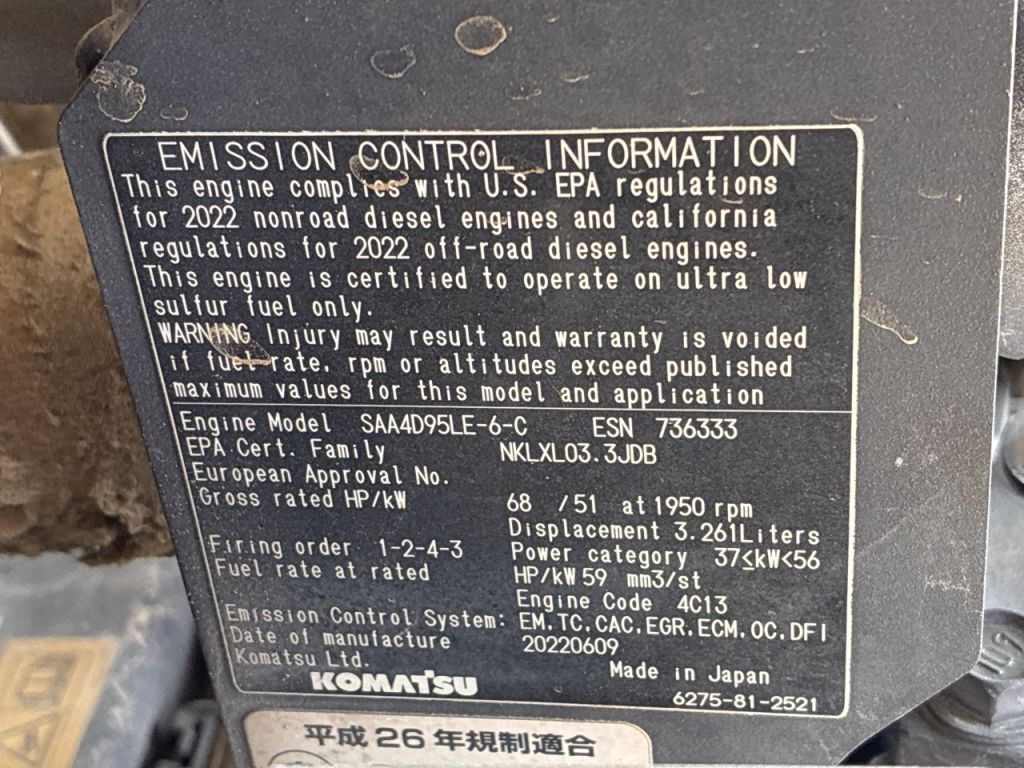 EMISSION CONTROL INFORMATION
This engine complies with U.S. EPA regulations
for 2022 nonroad diesel engines and california
regulations for 2022 off-road diesel engines.
This engine is certified to operate on ultra low
sulfur fuel only.
WARNING Injury may result and warranty is voided
if fuel rate, rpm or altitudes exceed published
maximum values for this model and application
Engine Model SAA4D95LE-6-C ESN 736333
EPA Cert. Family NKLXL03.3JDB
European Approval No.
Gross rated HP/kW 68 /51 at 1950 rpm
Displacement 3.261Liters
Firing order 1-2-4-3 Power category 37≤kW<56
Fuel rate at rated HP/kW 59 mm3/st
Engine Code 4C13
Emission Control System: EM.TC.CAC.EGR.ECM.OC.DFI
Date of manufacture 20220609
Komatsu Ltd. Made in Japan
KOMATSU 6275-81-2521
平成26年規制適合